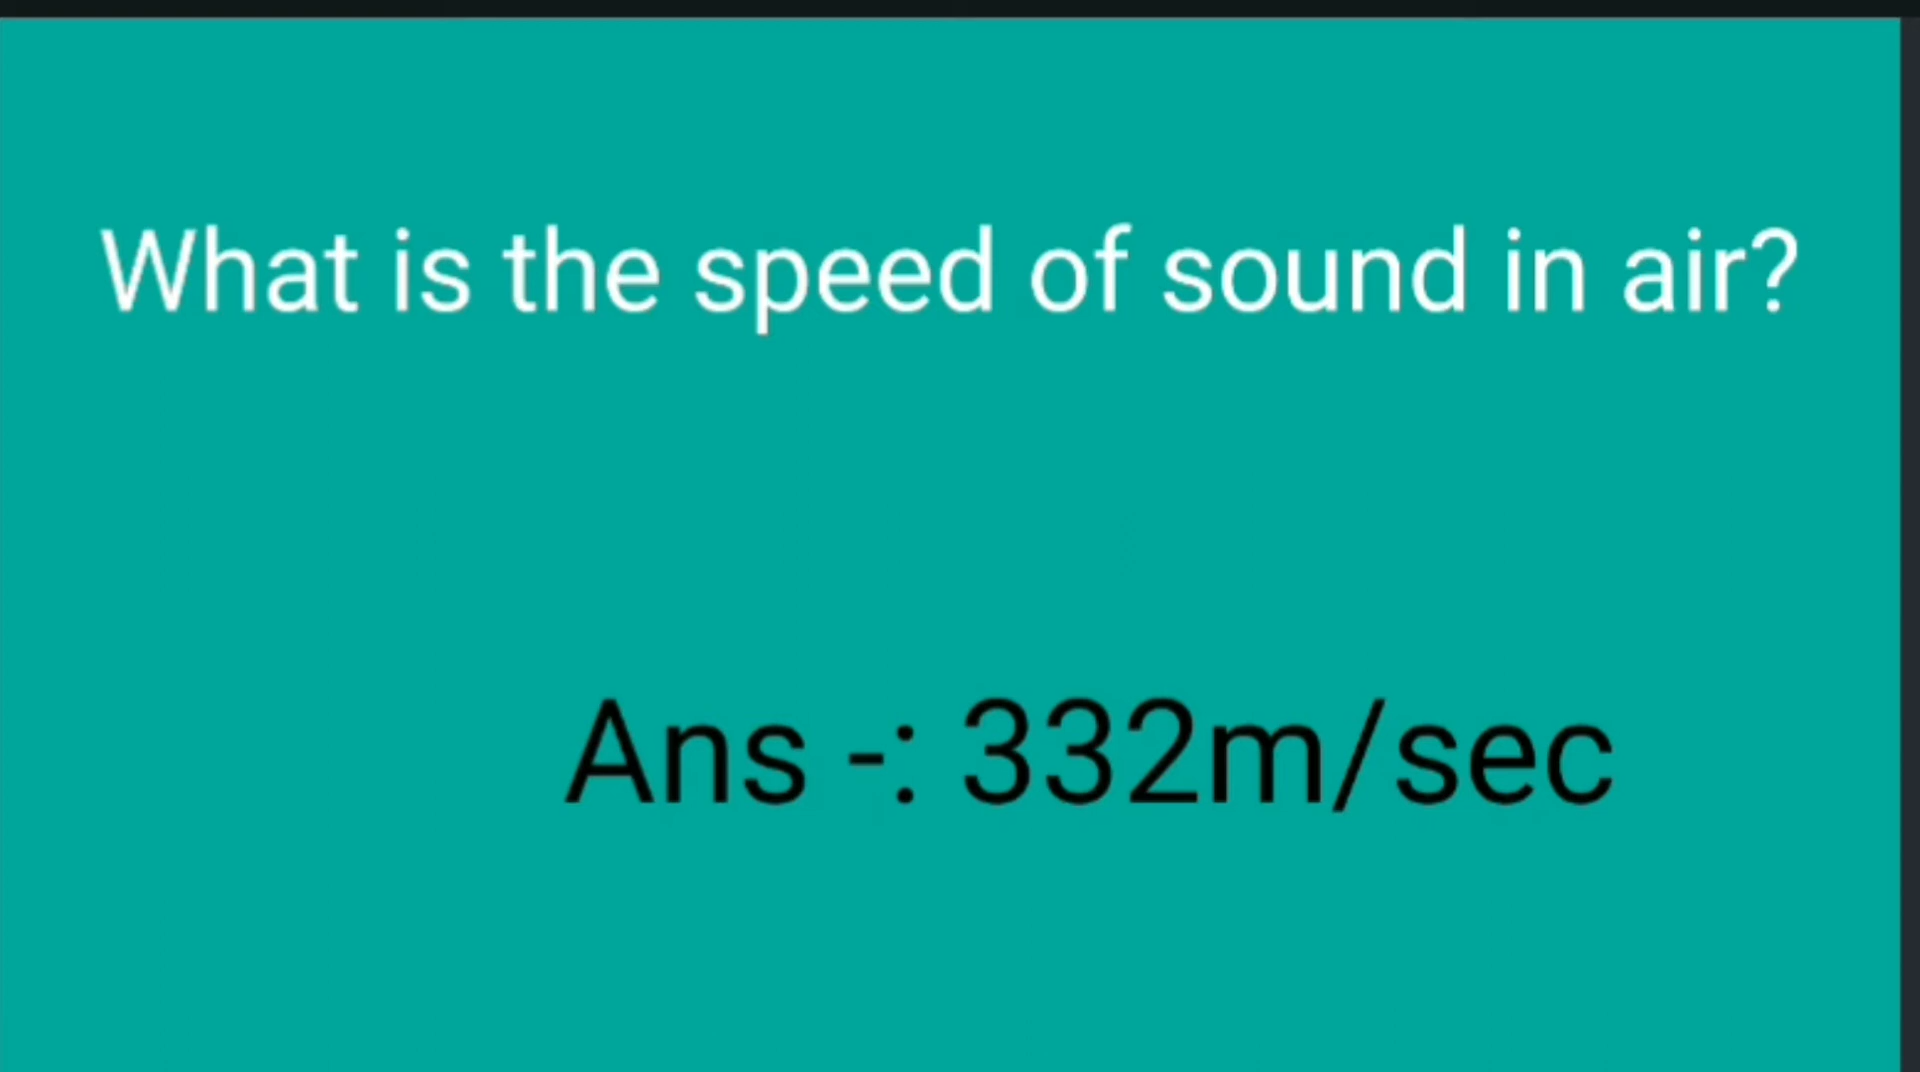 What is the speed of sound in air?
Ans -: 332m/sec